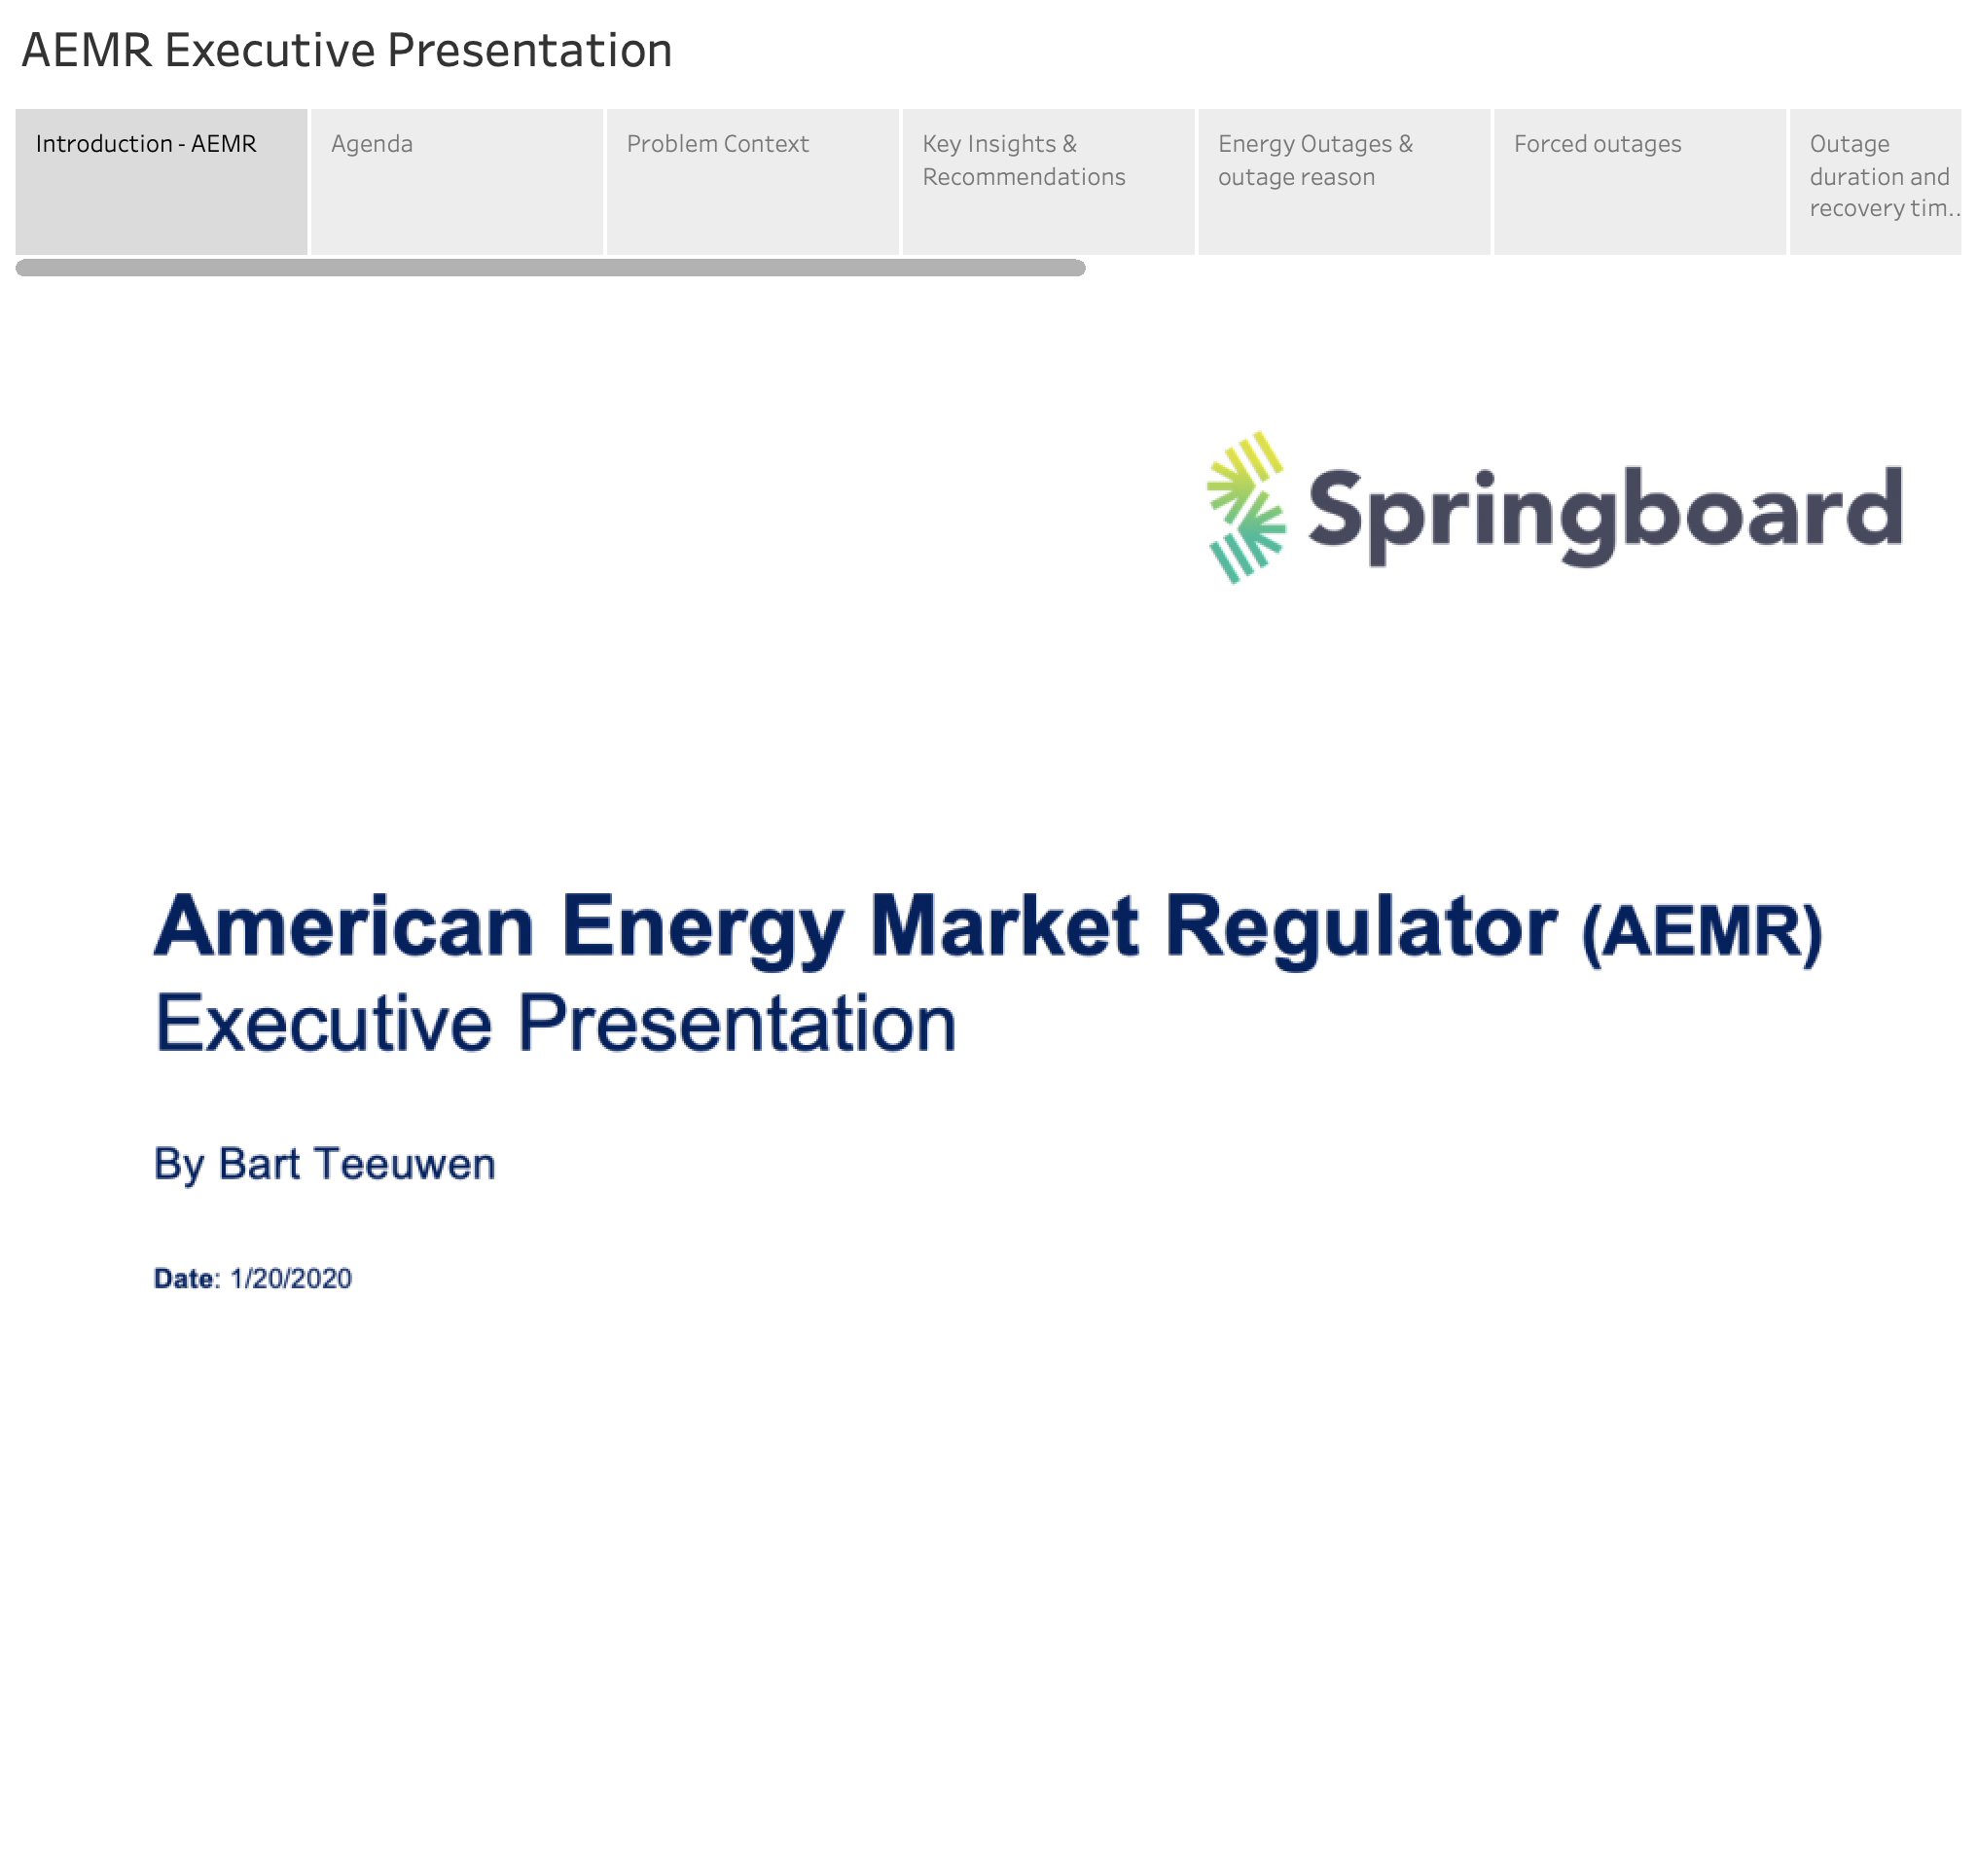 AEMR Executive Presentation
Introduction - AEMR
Agenda
Problem Context
Key Insights &
Recommendations
Energy Outages &
outage reason
Forced outages
Outage
duration and
recovery tim..
Springboard
American Energy Market Regulator (AEMR)
Executive Presentation
By Bart Teeuwen
Date: 1/20/2020